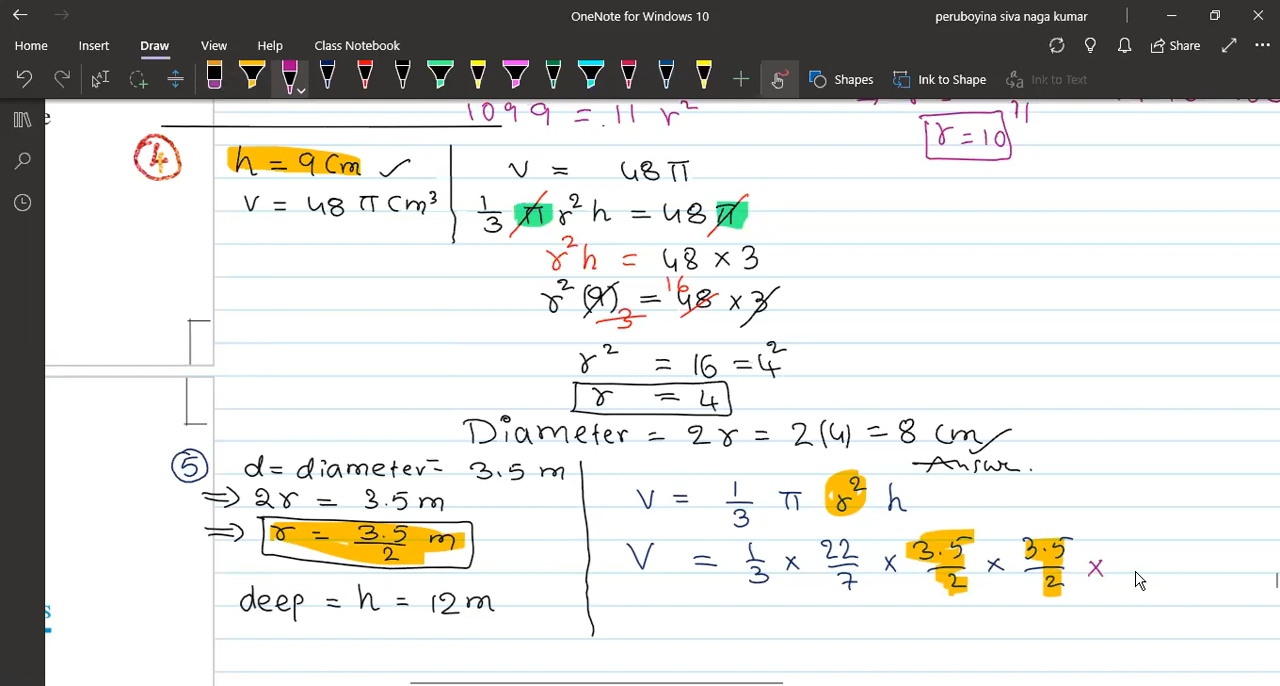 OneNote for Windows 10
peruboyina siva naga kumar
Home Insert Draw View Help Class Notebook
Share
Shapes Ink to Shape Ink to Text
e
1099 = .11 r²
r = 10
4
h = 9 Cm ✓
V = 48 π Cm³
V = 48 π
1/3 π r² h = 48 π
r² h = 48 × 3
r² (9) = 48 × 3
3 16
r² = 16 = 4²
r = 4
Diameter = 2r = 2(4) = 8 cm
Answer.
5
d = diameter = 3.5 m
⇒ 2r = 3.5 m
⇒ r = 3.5/2 m
deep = h = 12 m
V = 1/3 π r² h
V = 1/3 × 22/7 × 3.5/2 × 3.5/2 ×
s